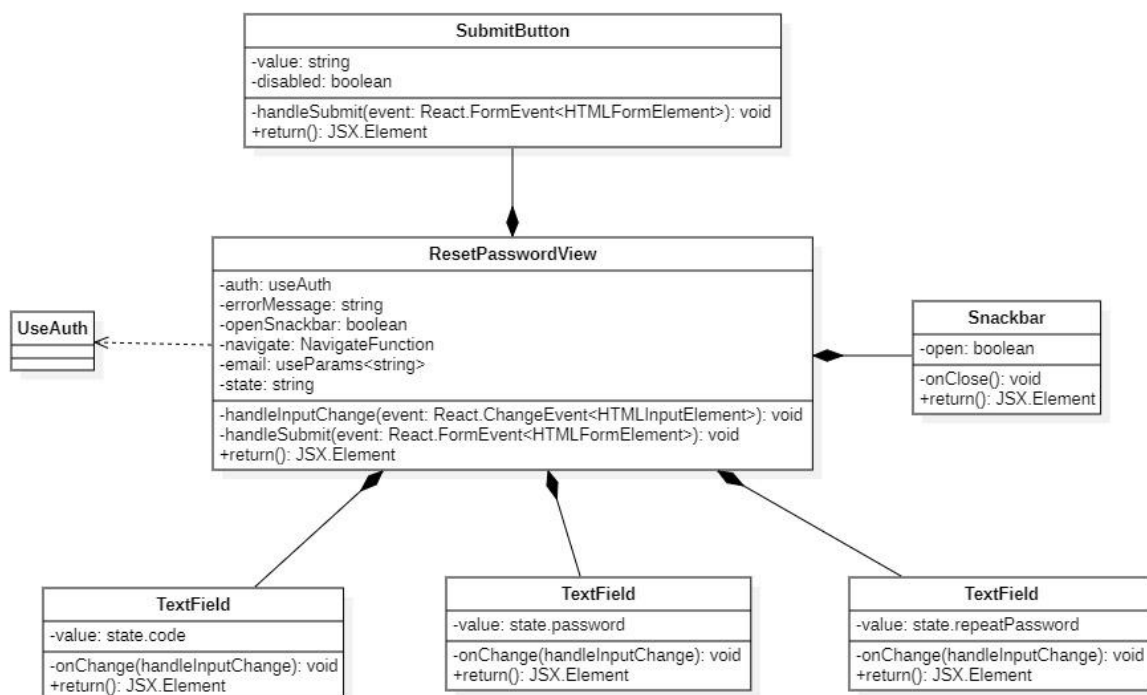 SubmitButton
-value: string
-disabled: boolean
-handleSubmit(event: React.FormEvent<HTMLFormElement>): void
+return(): JSX.Element
ResetPasswordView
-auth: useAuth
-errorMessage: string
-openSnackbar: boolean
-navigate: NavigateFunction
-email: useParams<string>
-state: string
-handleInputChange(event: React.ChangeEvent<HTMLInputElement>): void
-handleSubmit(event: React.FormEvent<HTMLFormElement>): void
+return(): JSX.Element
UseAuth
Snackbar
-open: boolean
-onClose(): void
+return(): JSX.Element
TextField
-value: state.code
-onChange(handleInputChange): void
+return(): JSX.Element
TextField
-value: state.password
-onChange(handleInputChange): void
+return(): JSX.Element
TextField
-value: state.repeatPassword
-onChange(handleInputChange): void
+return(): JSX.Element